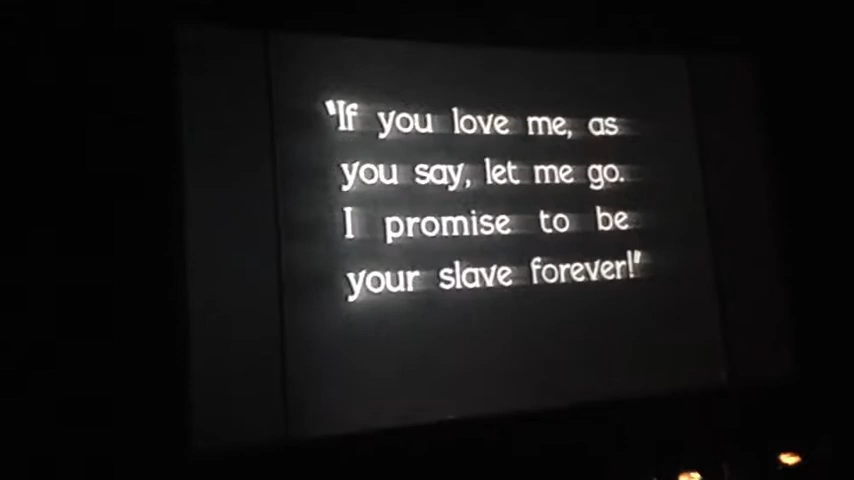 "If you love me, as
you say, let me go.
I promise to be
your slave forever!"